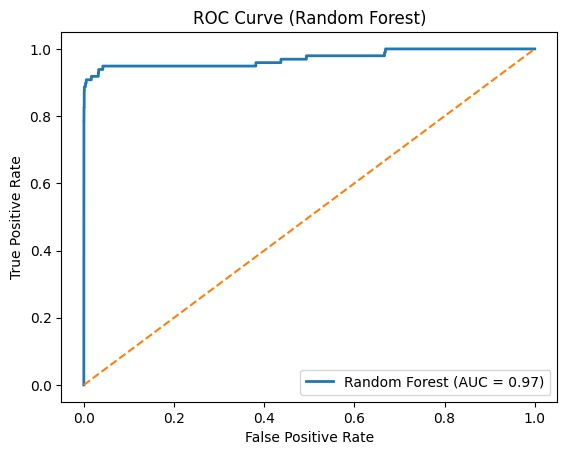 ROC Curve (Random Forest)
1.0
0.8
0.6
0.4
0.2
0.0
True Positive Rate
0.0 0.2 0.4 0.6 0.8 1.0
False Positive Rate
Random Forest (AUC = 0.97)